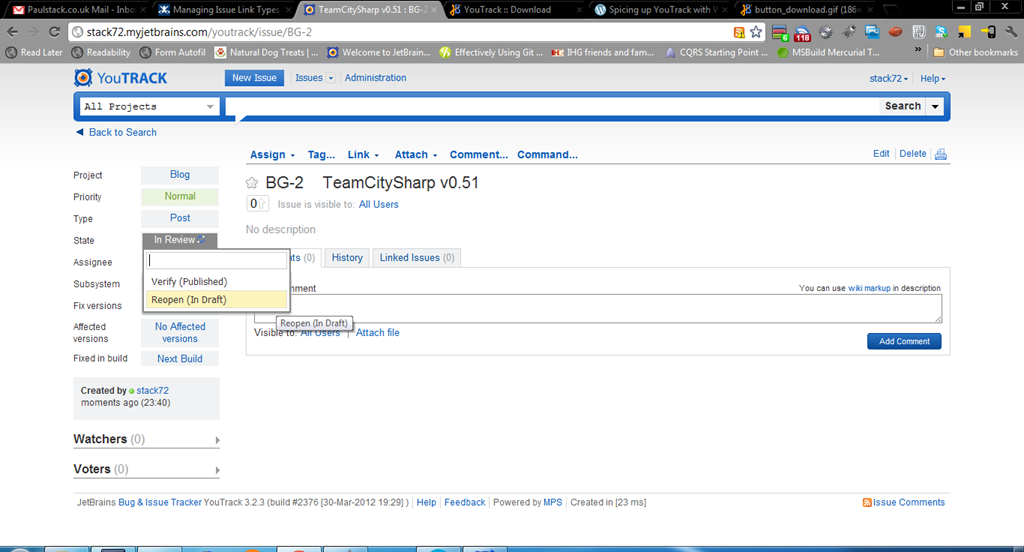 Paulstack.co.uk Mail - Inbo
Managing Issue Link Types
TeamCitySharp v0.51 : BG-2
YouTrack :: Download
Spicing up YouTrack with V
button_download.gif (186×
stack72.myjetbrains.com/youtrack/issue/BG-2
6
118
Read Later
Readability
Form Autofil
Natural Dog Treats | ...
Welcome to JetBrain...
Effectively Using Git ...
IHG friends and fam...
CQRS Starting Point ...
MSBuild Mercurial T...
»
Other bookmarks
YouTRACK
New Issue
Issues
Administration
stack72
Help
All Projects
Search
Back to Search
Assign
Tag...
Link
Attach
Comment...
Command...
Edit
Delete
Project
Blog
BG-2 TeamCitySharp v0.51
Priority
Normal
0
Issue is visible to: All Users
Type
Post
No description
State
In Review
Assignee
nts (0)
History
Linked Issues (0)
Subsystem
Verify (Published)
mment
You can use wiki markup in description
Fix versions
Reopen (In Draft)
Reopen (In Draft)
Affected versions
No Affected versions
Visible to: All Users
Attach file
Add Comment
Fixed in build
Next Build
Created by stack72
moments ago (23:40)
Watchers (0)
Voters (0)
JetBrains Bug & Issue Tracker YouTrack 3.2.3 (build #2376 [30-Mar-2012 19:29] )
Help
Feedback
Powered by MPS
Created in [23 ms]
Issue Comments